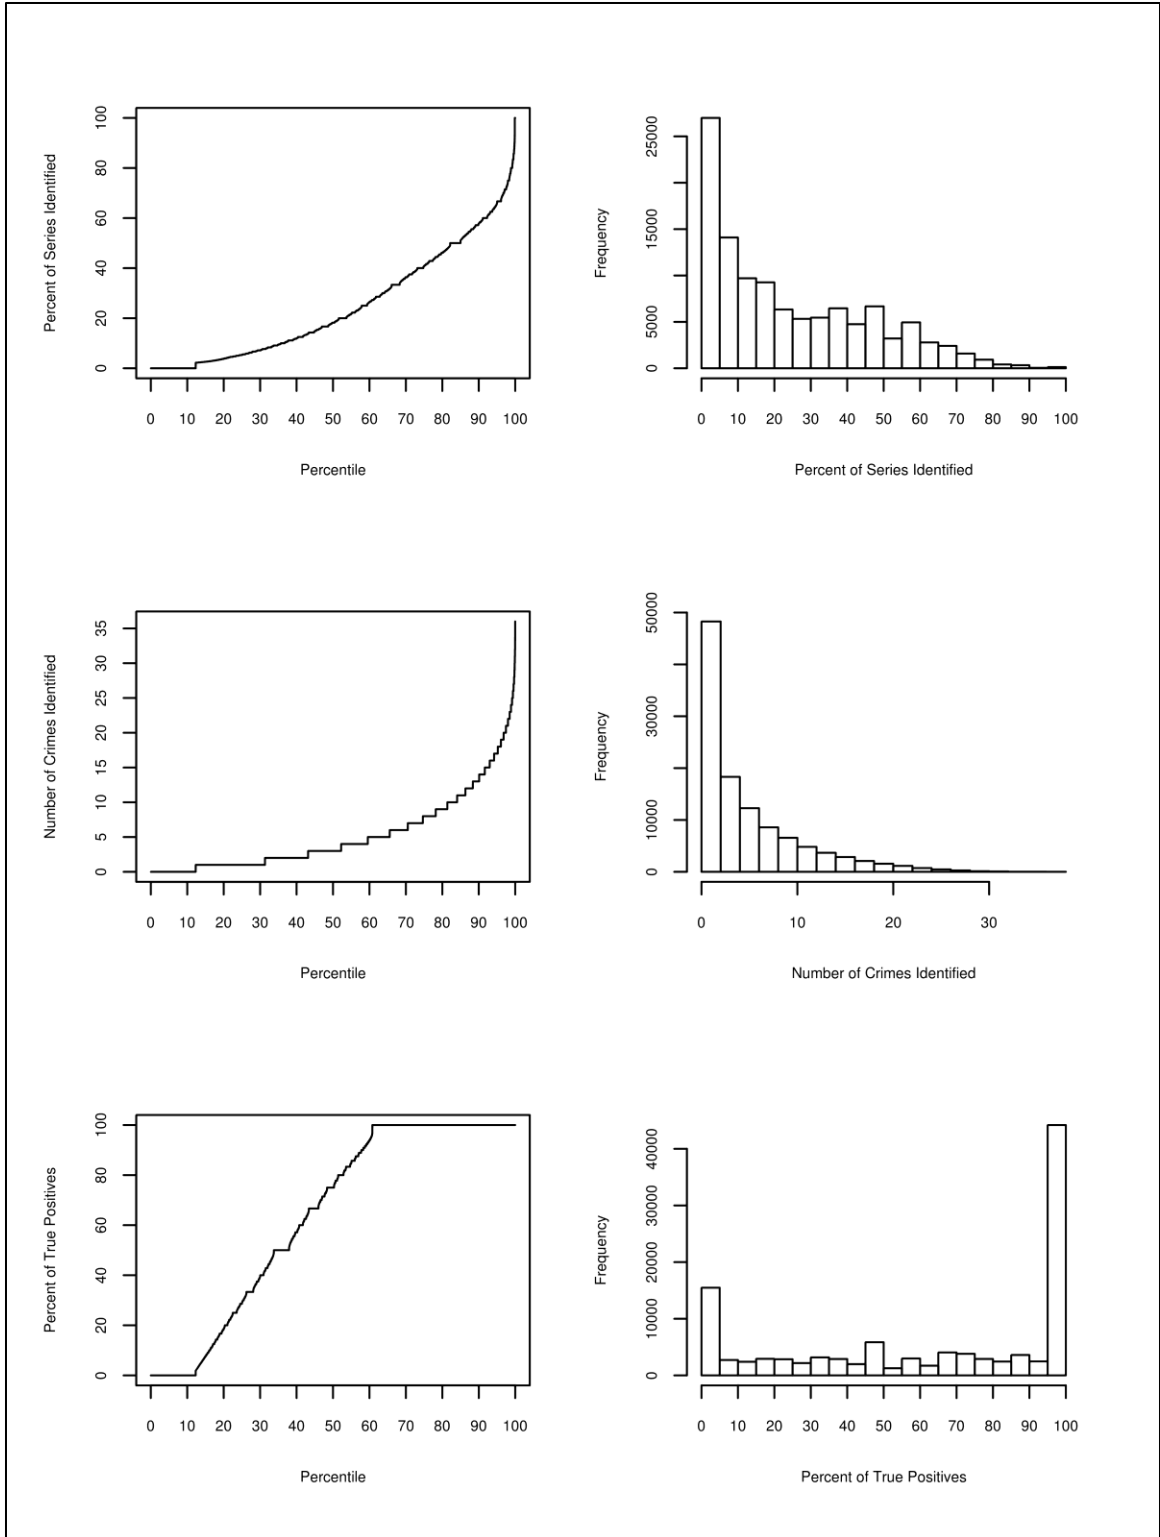 Percent of Series Identified
100
80
60
40
20
0
0 10 20 30 40 50 60 70 80 90 100
Percentile
Frequency
25000
15000
5000
0
0 10 20 30 40 50 60 70 80 90 100
Percent of Series Identified
Number of Crimes Identified
35
30
25
20
15
10
5
0
0 10 20 30 40 50 60 70 80 90 100
Percentile
Frequency
50000
30000
10000
0
0 10 20 30
Number of Crimes Identified
Percent of True Positives
100
80
60
40
20
0
0 10 20 30 40 50 60 70 80 90 100
Percentile
Frequency
40000
30000
20000
10000
0
0 10 20 30 40 50 60 70 80 90 100
Percent of True Positives